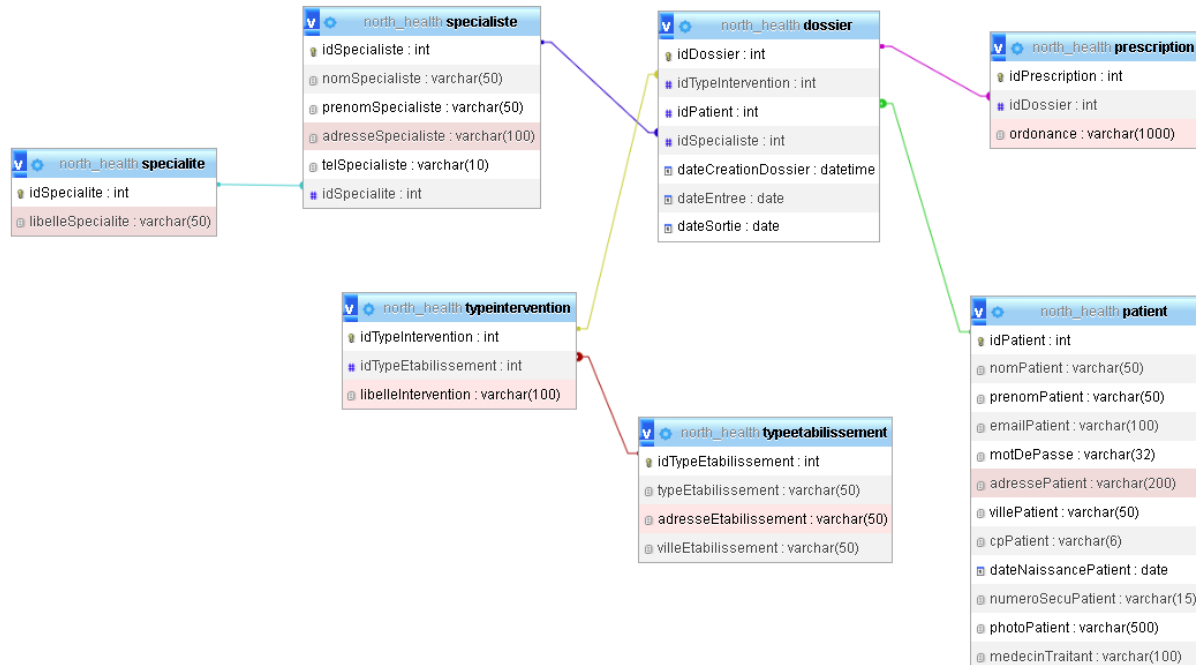 v north_health specialite
idSpecialite : int
libelleSpecialite : varchar(50)
v north_health specialiste
idSpecialiste : int
nomSpecialiste : varchar(50)
prenomSpecialiste : varchar(50)
adresseSpecialiste : varchar(100)
telSpecialiste : varchar(10)
# idSpecialite : int
v north_health dossier
idDossier : int
# idTypeIntervention : int
# idPatient : int
# idSpecialiste : int
dateCreationDossier : datetime
dateEntree : date
dateSortie : date
v north_health prescription
idPrescription : int
# idDossier : int
ordonance : varchar(1000)
v north_health typeintervention
idTypeIntervention : int
# idTypeEtabilissement : int
libelleIntervention : varchar(100)
v north_health typeetabilissement
idTypeEtabilissement : int
typeEtabilissement : varchar(50)
adresseEtabilissement : varchar(50)
villeEtabilissement : varchar(50)
v north_health patient
idPatient : int
nomPatient : varchar(50)
prenomPatient : varchar(50)
emailPatient : varchar(100)
motDePasse : varchar(32)
adressePatient : varchar(200)
villePatient : varchar(50)
cpPatient : varchar(6)
dateNaissancePatient : date
numeroSecuPatient : varchar(15)
photoPatient : varchar(500)
medecinTraitant : varchar(100)